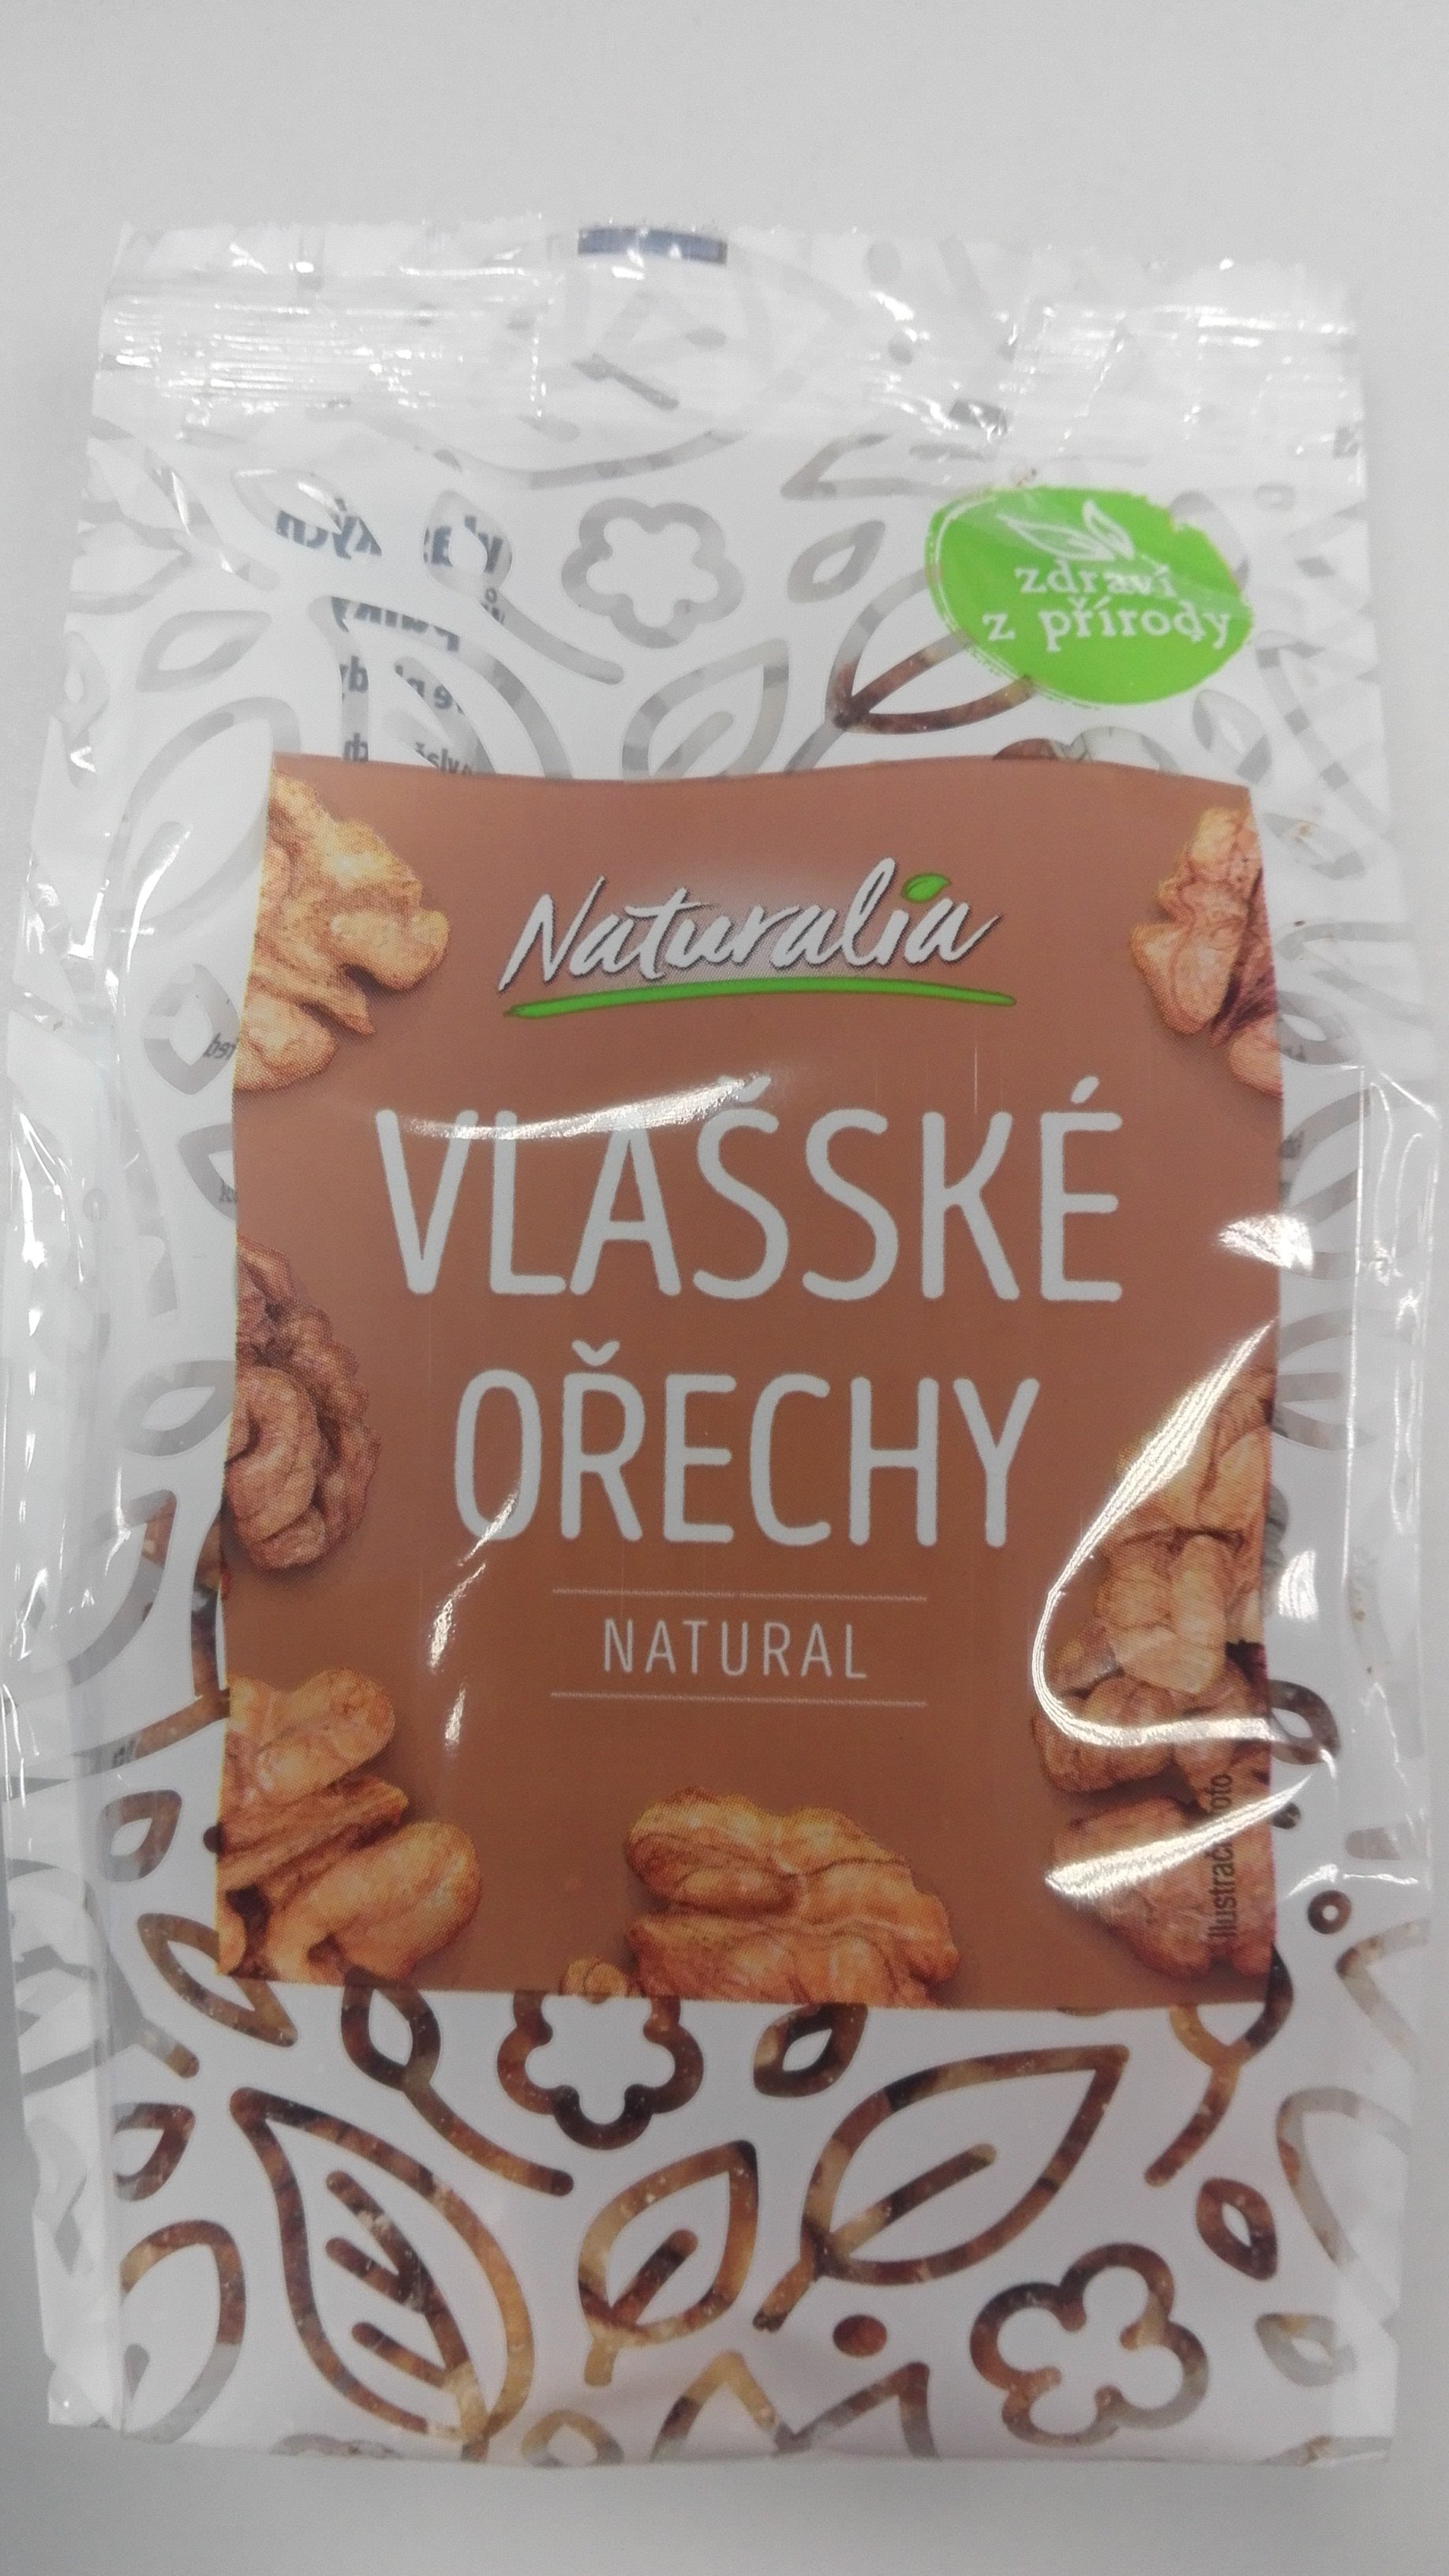 zdraví
z přírody
Naturalia
VLAŠSKÉ
OŘECHY
NATURAL